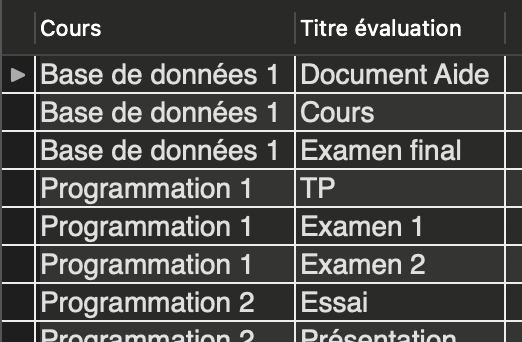 Cours Titre évaluation
Base de données 1 Document Aide
Base de données 1 Cours
Base de données 1 Examen final
Programmation 1 TP
Programmation 1 Examen 1
Programmation 1 Examen 2
Programmation 2 Essai
Programmation 2 Présentation